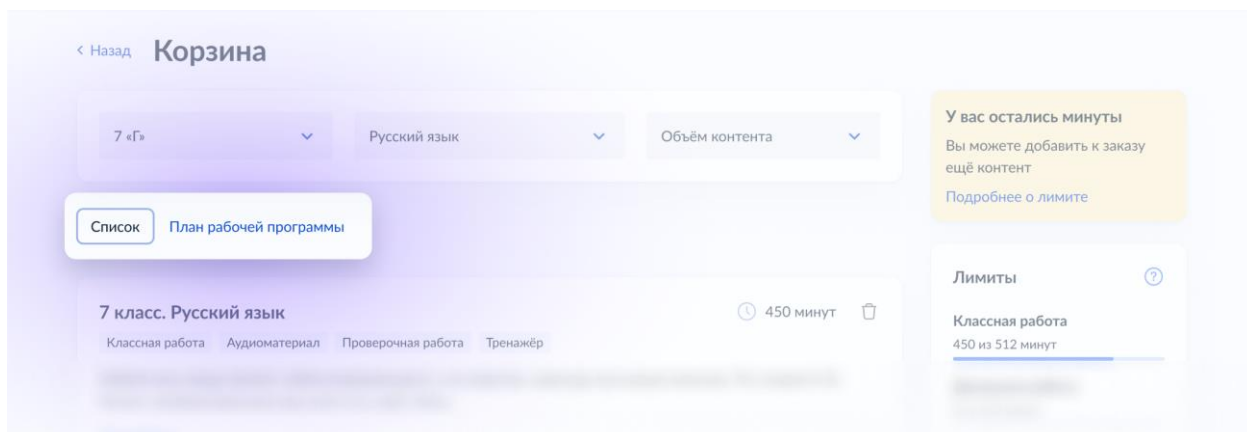 Назад Корзина
7 «Г» Русский язык Объём контента
Список План рабочей программы
7 класс. Русский язык 450 минут
Классная работа Аудиоматериал Проверочная работа Тренажёр
У вас остались минуты
Вы можете добавить к заказу
ещё контент
Подробнее о лимите
Лимиты
Классная работа
450 из 512 минут